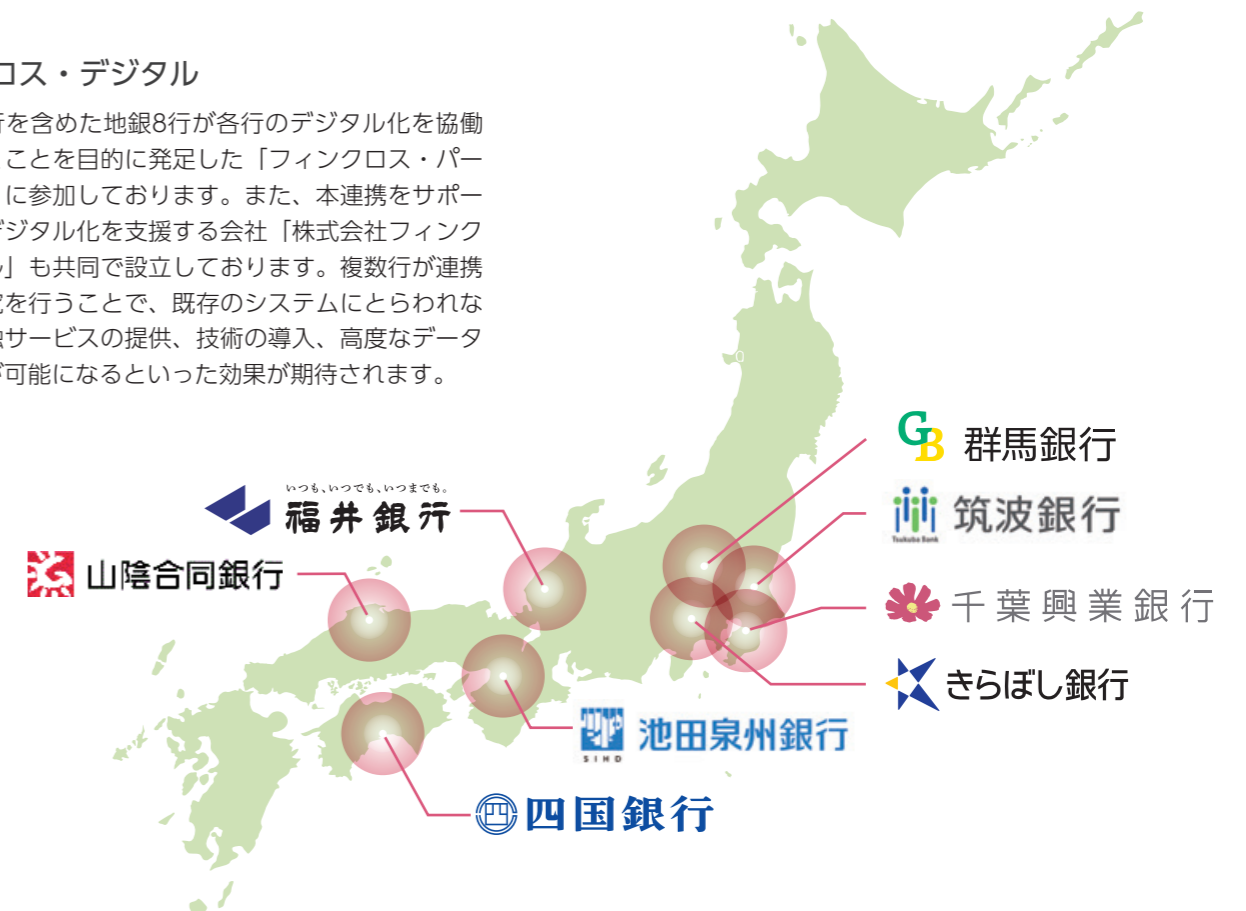 ロス・デジタル
行を含めた地銀8行が各行のデジタル化を協働
ことを目的に発足した「フィンクロス・パー
」に参加しております。また、本連携をサポー
デジタル化を支援する会社「株式会社フィンク
ル」も共同で設立しております。複数行が連携
究を行うことで、既存のシステムにとらわれな
融サービスの提供、技術の導入、高度なデータ
が可能になるといった効果が期待されます。
GB 群馬銀行
いつも、いつでも、いつまでも。
福井銀行
筑波銀行
Tsukuba Bank
山陰合同銀行
千葉興業銀行
きらぼし銀行
池田泉州銀行
SIHD
四国銀行